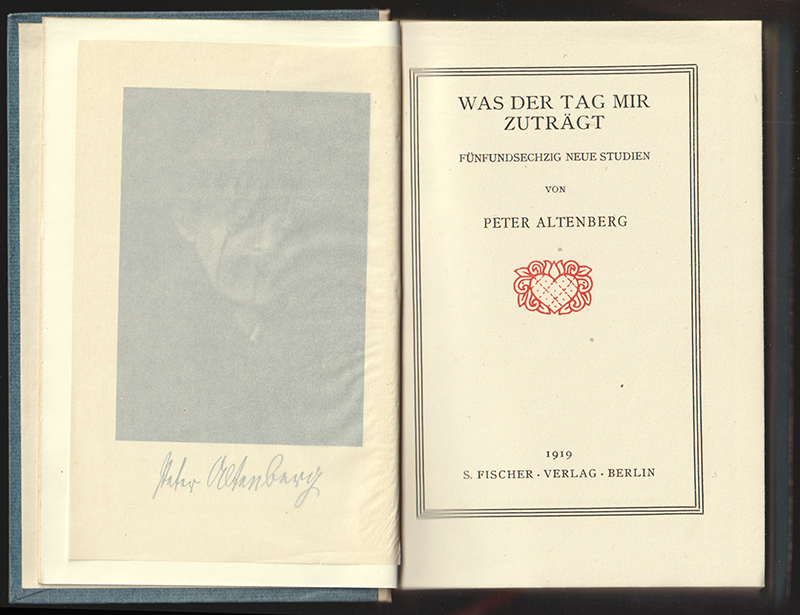 Peter Altenberg
WAS DER TAG MIR
ZUTRÄGT
FÜNFUNDSECHZIG NEUE STUDIEN
VON
PETER ALTENBERG
1919
S. FISCHER · VERLAG · BERLIN